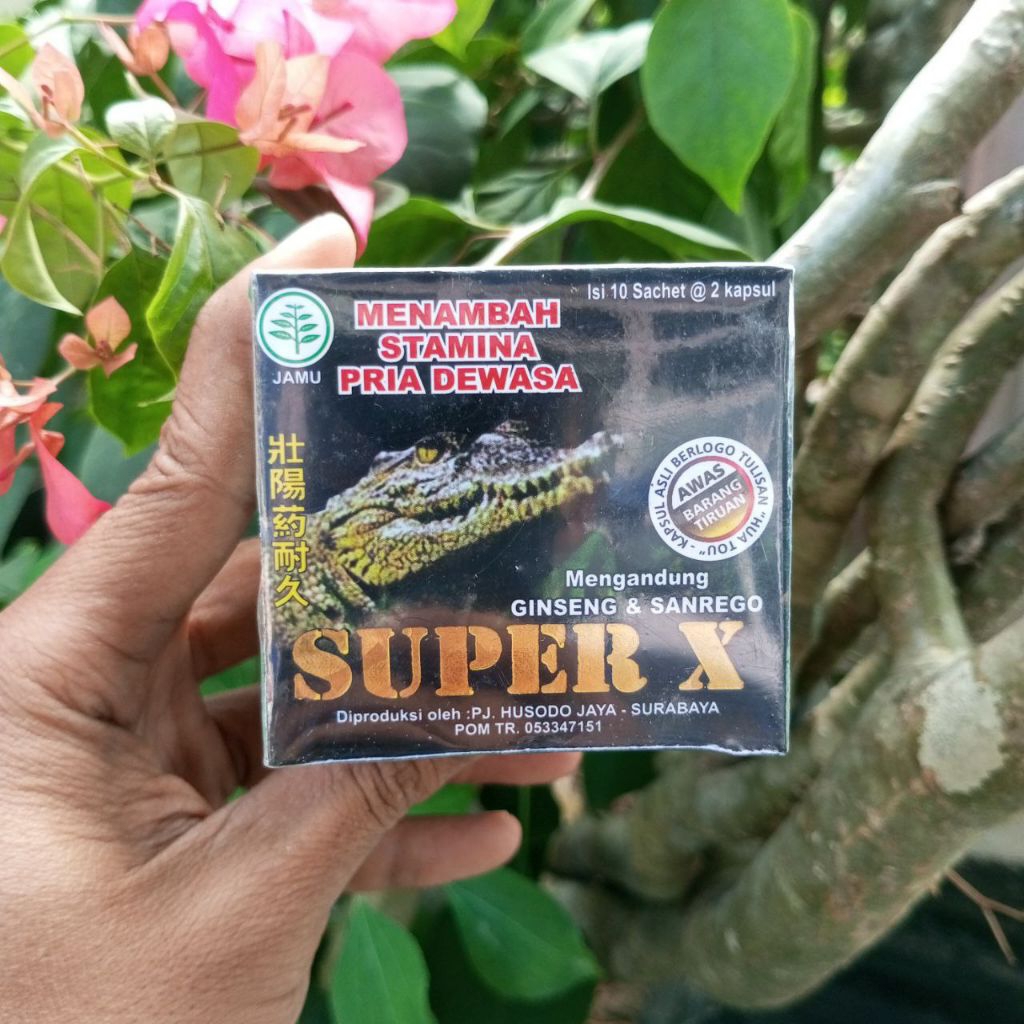 Isi 10 Sachet @ 2 kapsul
JAMU
MENAMBAH
STAMINA
PRIA DEWASA
壯陽葯耐久
KAPSUL ASLI BERLOGO TULISAN "HUA TOU" -
AWAS
BARANG
TIRUAN
Mengandung
GINSENG & SANREGO
SUPER X
Diproduksi oleh :PJ. HUSODO JAYA - SURABAYA
POM TR. 053347151